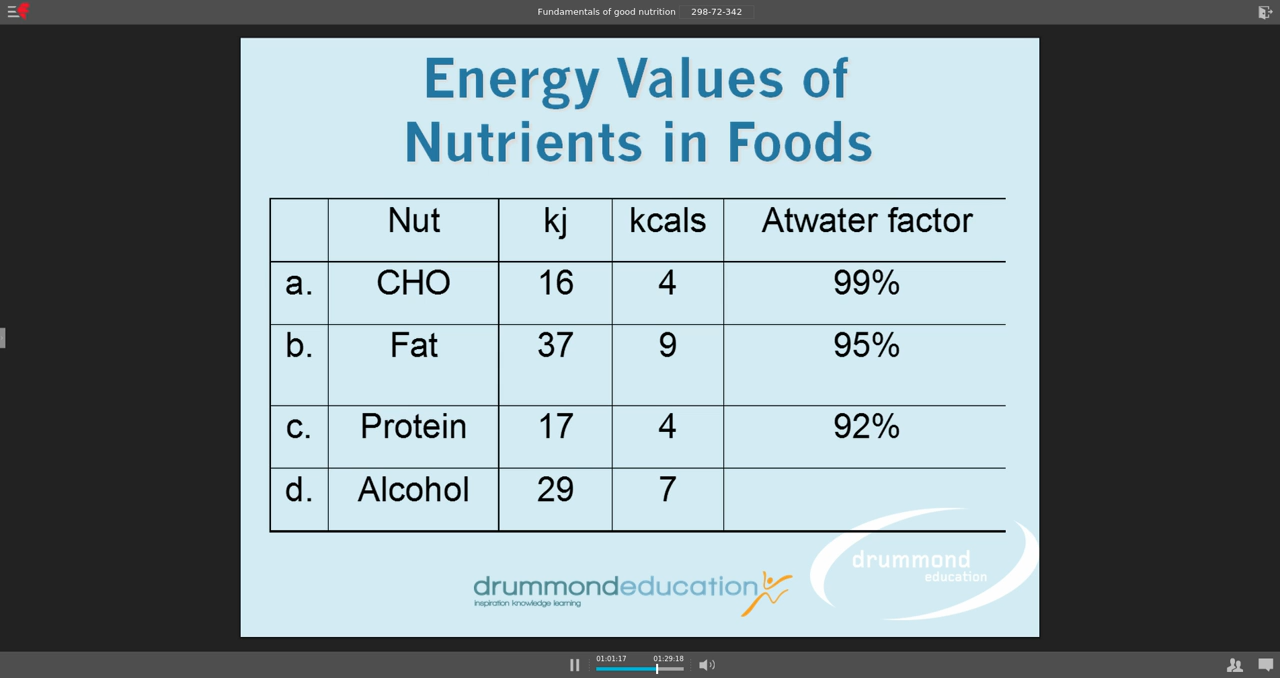 Fundamentals of good nutrition 298-72-342
Energy Values of
Nutrients in Foods
Nut kj kcals Atwater factor
a. CHO 16 4 99%
b. Fat 37 9 95%
c. Protein 17 4 92%
d. Alcohol 29 7
drummond
education
drummondeducation
inspiration knowledge learning
01:01:17 01:29:18